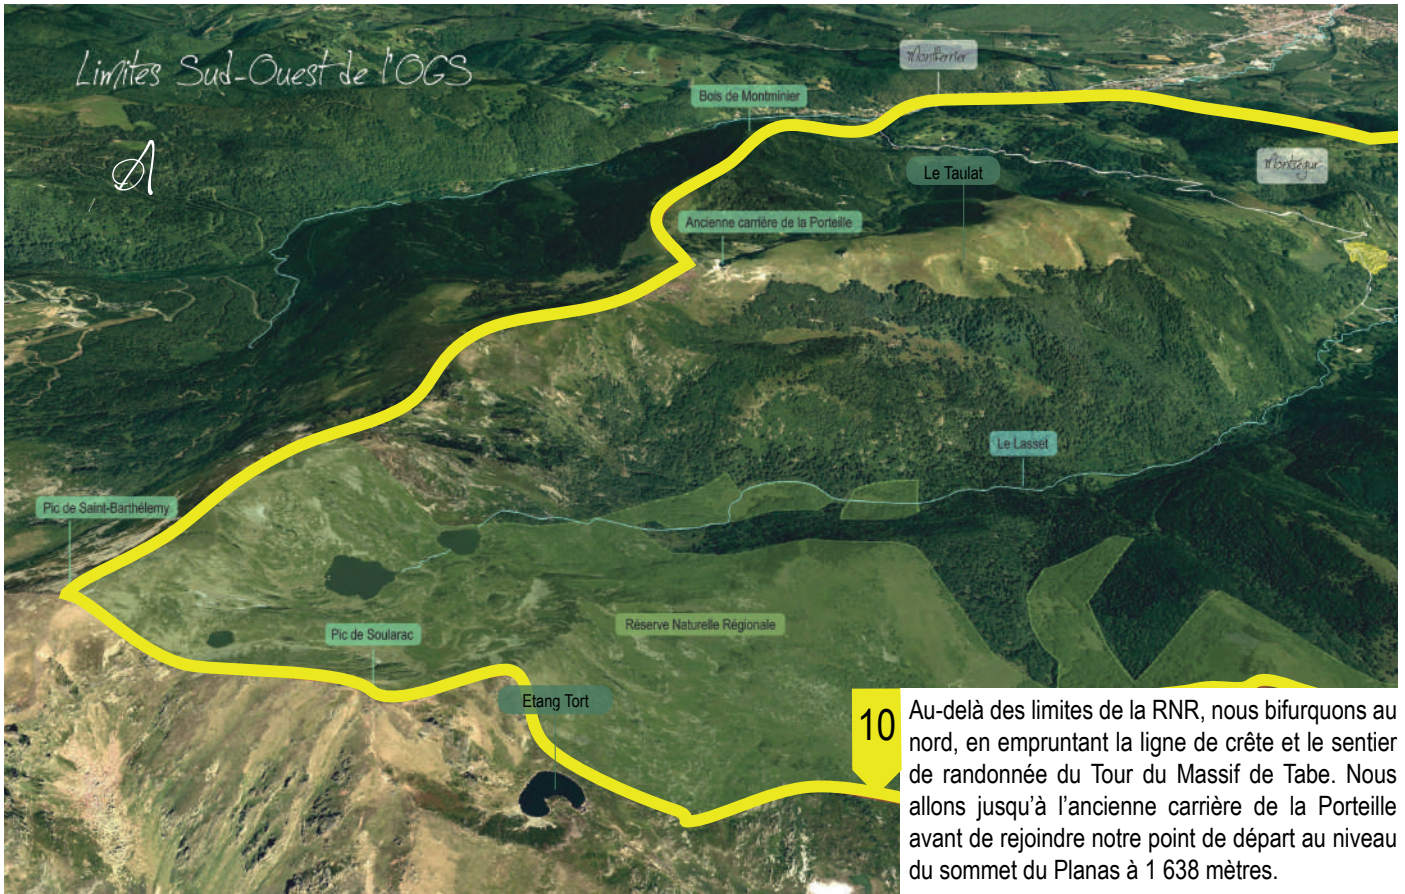 Limites Sud-Ouest de l'OGS
Montferrier
Bois de Montminier
Montségur
Le Taulat
Ancienne carrière de la Porteille
Le Lasset
Pic de Saint-Barthélemy
Réserve Naturelle Régionale
Pic de Soularac
Etang Tort
10
Au-delà des limites de la RNR, nous bifurquons au
nord, en empruntant la ligne de crête et le sentier
de randonnée du Tour du Massif de Tabe. Nous
allons jusqu’à l’ancienne carrière de la Porteille
avant de rejoindre notre point de départ au niveau
du sommet du Planas à 1 638 mètres.